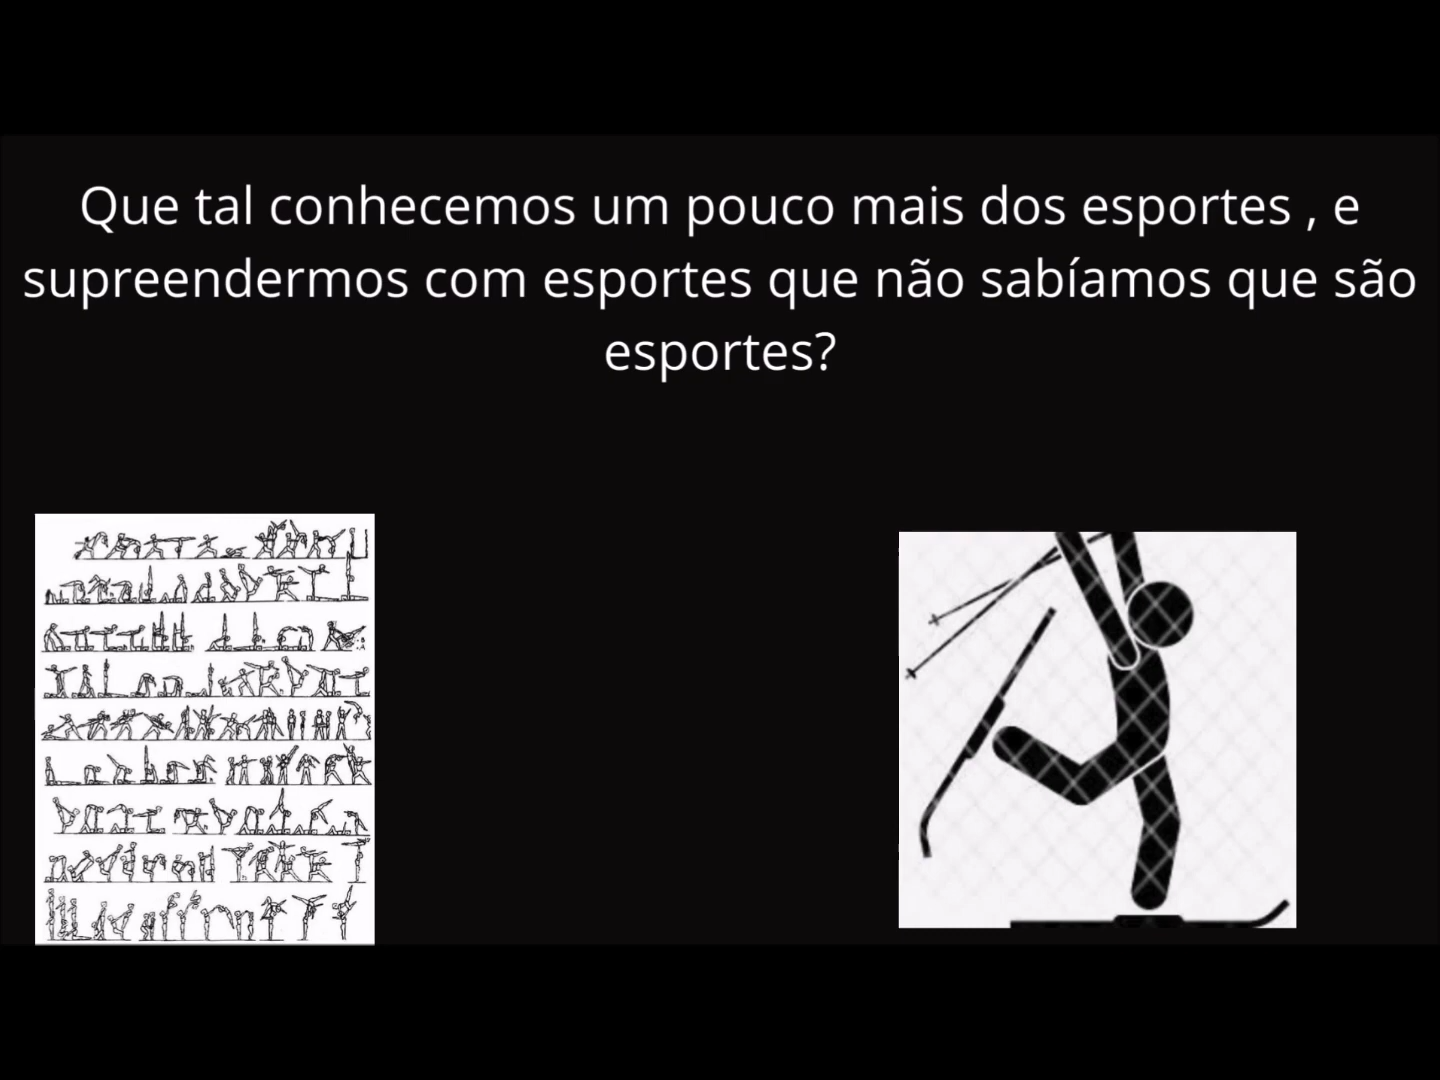 Que tal conhecemos um pouco mais dos esportes , e
supreendermos com esportes que não sabíamos que são
esportes?